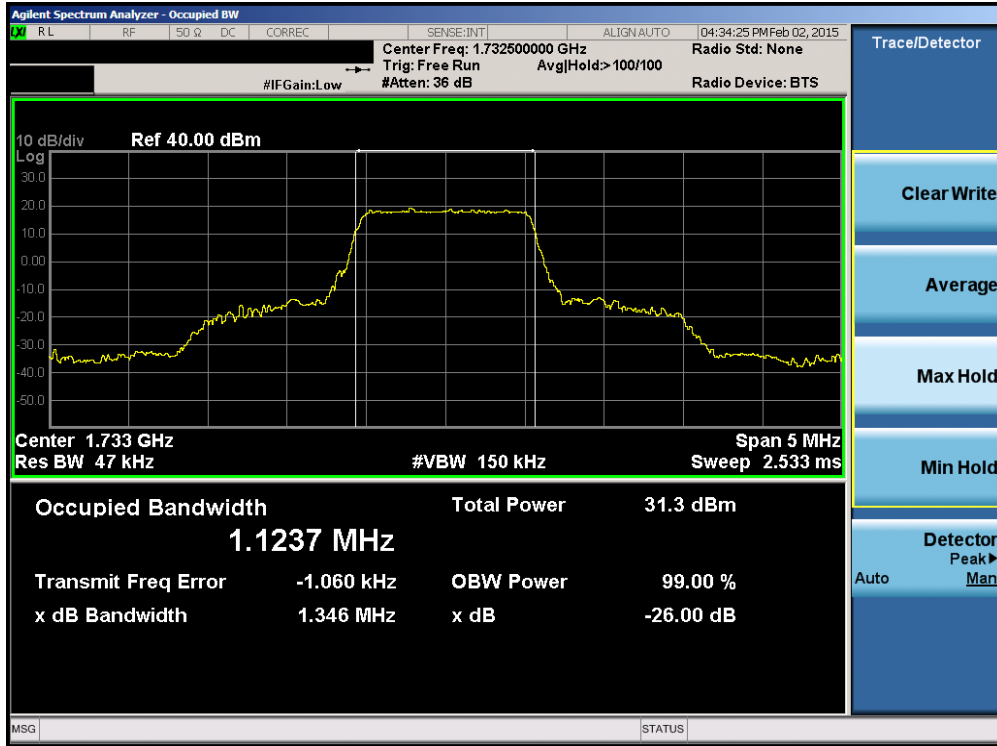 Agilent Spectrum Analyzer - Occupied BW
LXI RL RF 50 Ω DC CORREC SENSE:INT ALIGN AUTO 04:34:25 PM Feb 02, 2015
Center Freq: 1.732500000 GHz Radio Std: None
Trig: Free Run Avg|Hold:>100/100
#IFGain:Low #Atten: 36 dB Radio Device: BTS
10 dB/div Ref 40.00 dBm
Log
30.0
20.0
10.0
0.00
-10.0
-20.0
-30.0
-40.0
-50.0
Center 1.733 GHz Span 5 MHz
Res BW 47 kHz #VBW 150 kHz Sweep 2.533 ms
Occupied Bandwidth Total Power 31.3 dBm
1.1237 MHz
Transmit Freq Error -1.060 kHz OBW Power 99.00 %
x dB Bandwidth 1.346 MHz x dB -26.00 dB
MSG STATUS
Trace/Detector
Clear Write
Average
Max Hold
Min Hold
Detector
Peak▶
Auto Man